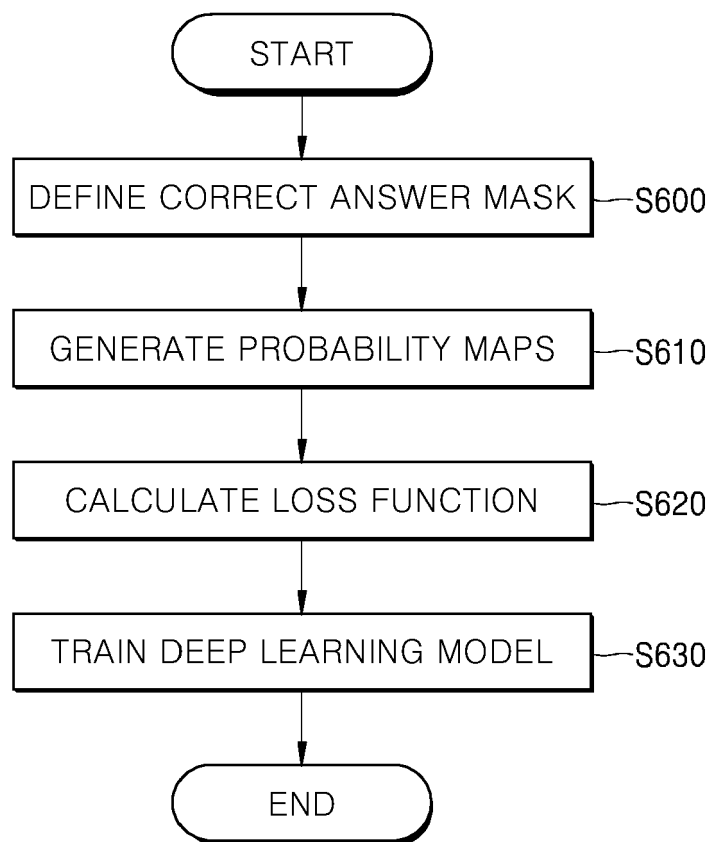 START
DEFINE CORRECT ANSWER MASK S600
GENERATE PROBABILITY MAPS S610
CALCULATE LOSS FUNCTION S620
TRAIN DEEP LEARNING MODEL S630
END